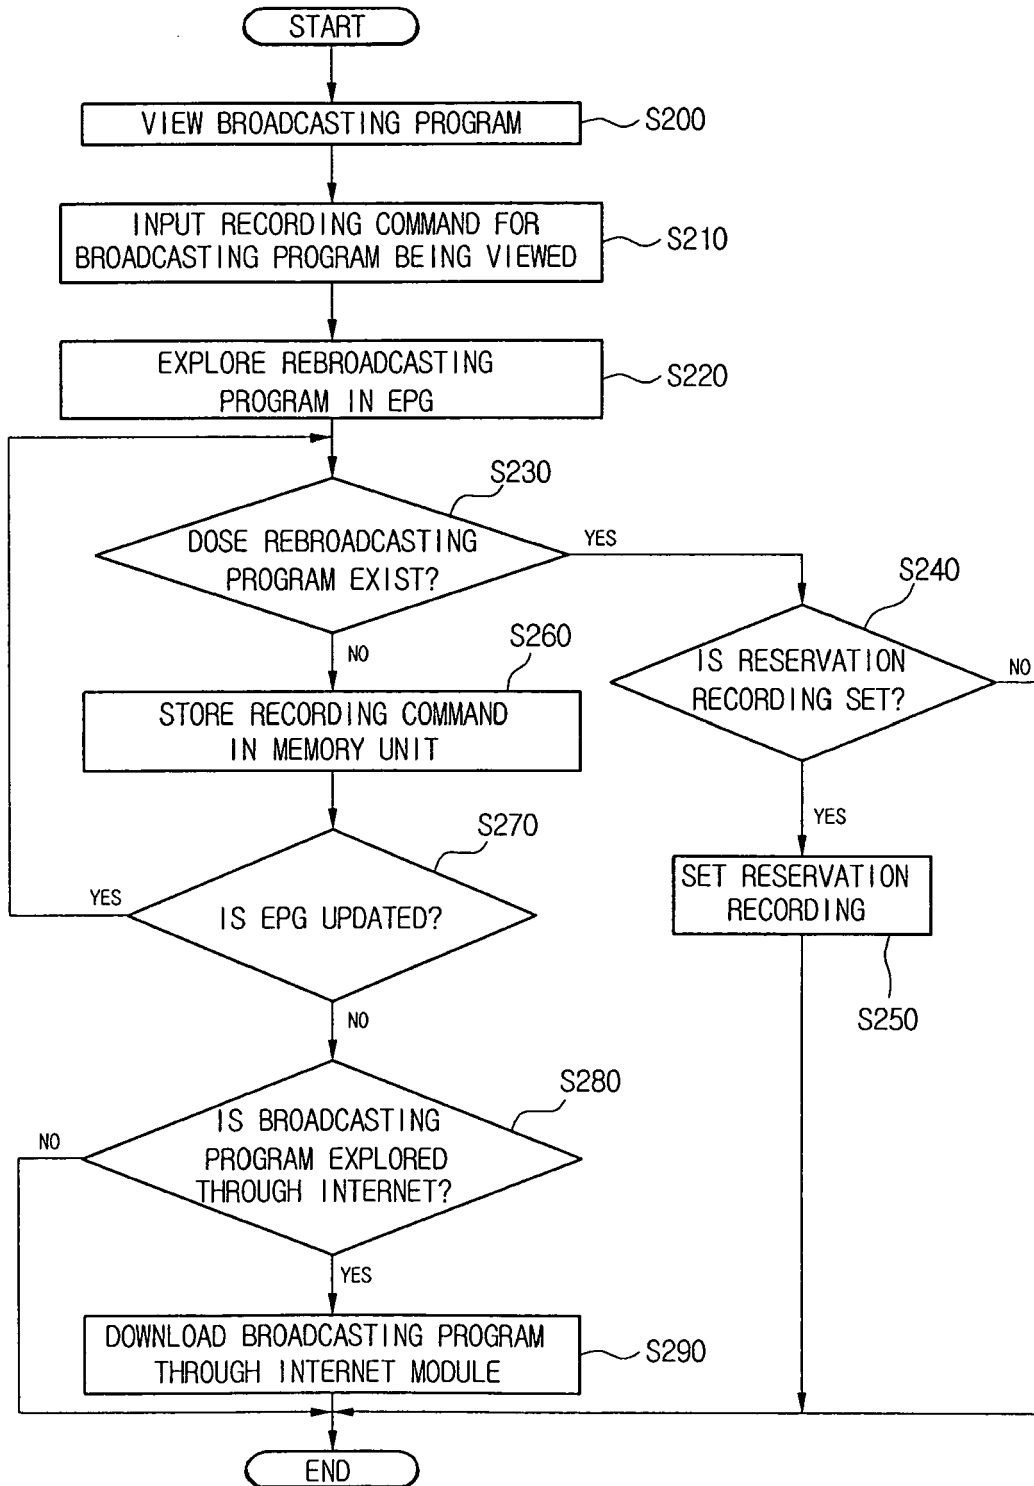 START
VIEW BROADCASTING PROGRAM
S200
INPUT RECORDING COMMAND FOR
BROADCASTING PROGRAM BEING VIEWED
S210
EXPLORE REBROADCASTING
PROGRAM IN EPG
S220
S230
DOSE REBROADCASTING
PROGRAM EXIST?
YES
NO
S240
IS RESERVATION
RECORDING SET?
NO
YES
S260
STORE RECORDING COMMAND
IN MEMORY UNIT
S270
IS EPG UPDATED?
YES
NO
SET RESERVATION
RECORDING
S250
S280
IS BROADCASTING
PROGRAM EXPLORED
THROUGH INTERNET?
NO
YES
DOWNLOAD BROADCASTING PROGRAM
THROUGH INTERNET MODULE
S290
END